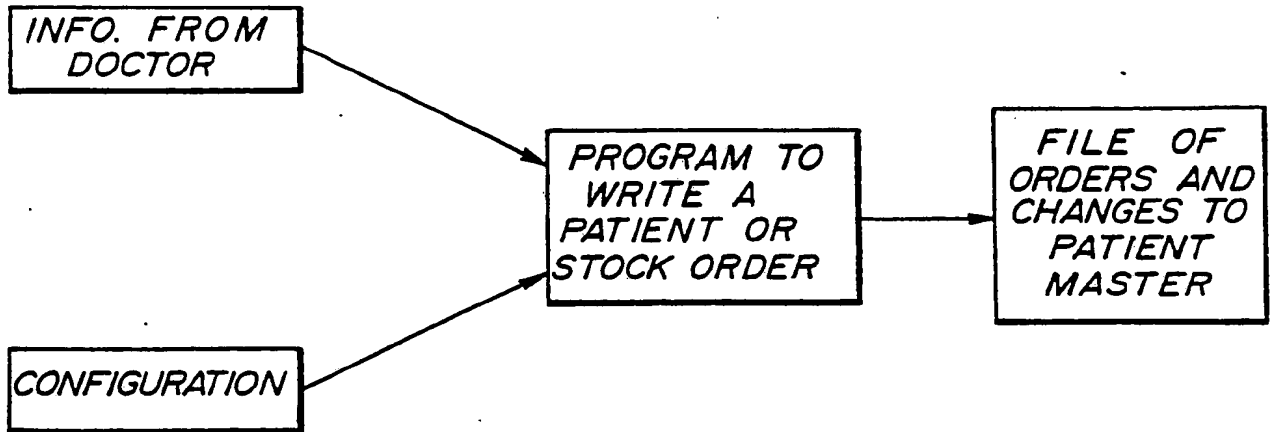 INFO. FROM
DOCTOR
PROGRAM TO
WRITE A
PATIENT OR
STOCK ORDER
FILE OF
ORDERS AND
CHANGES TO
PATIENT
MASTER
CONFIGURATION